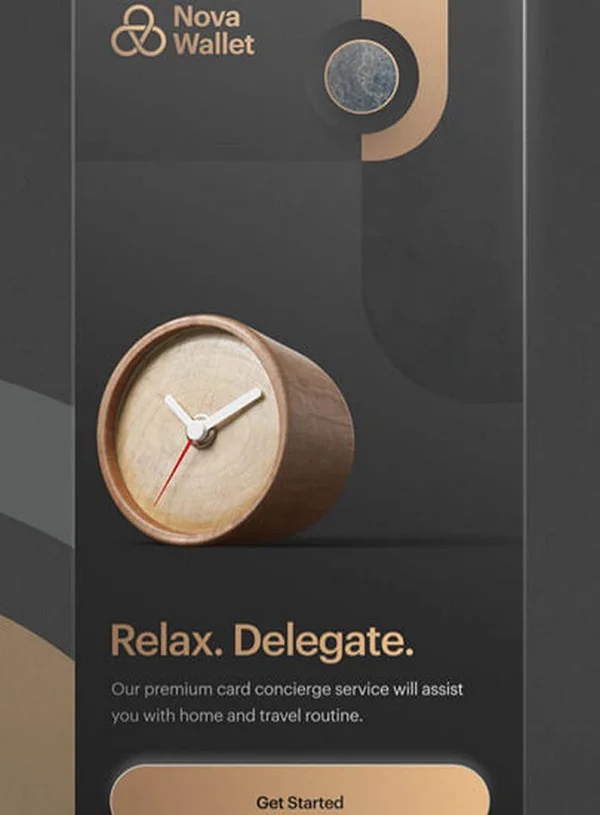 Nova
Wallet
Relax. Delegate.
Our premium card concierge service will assist
you with home and travel routine.
Get Started